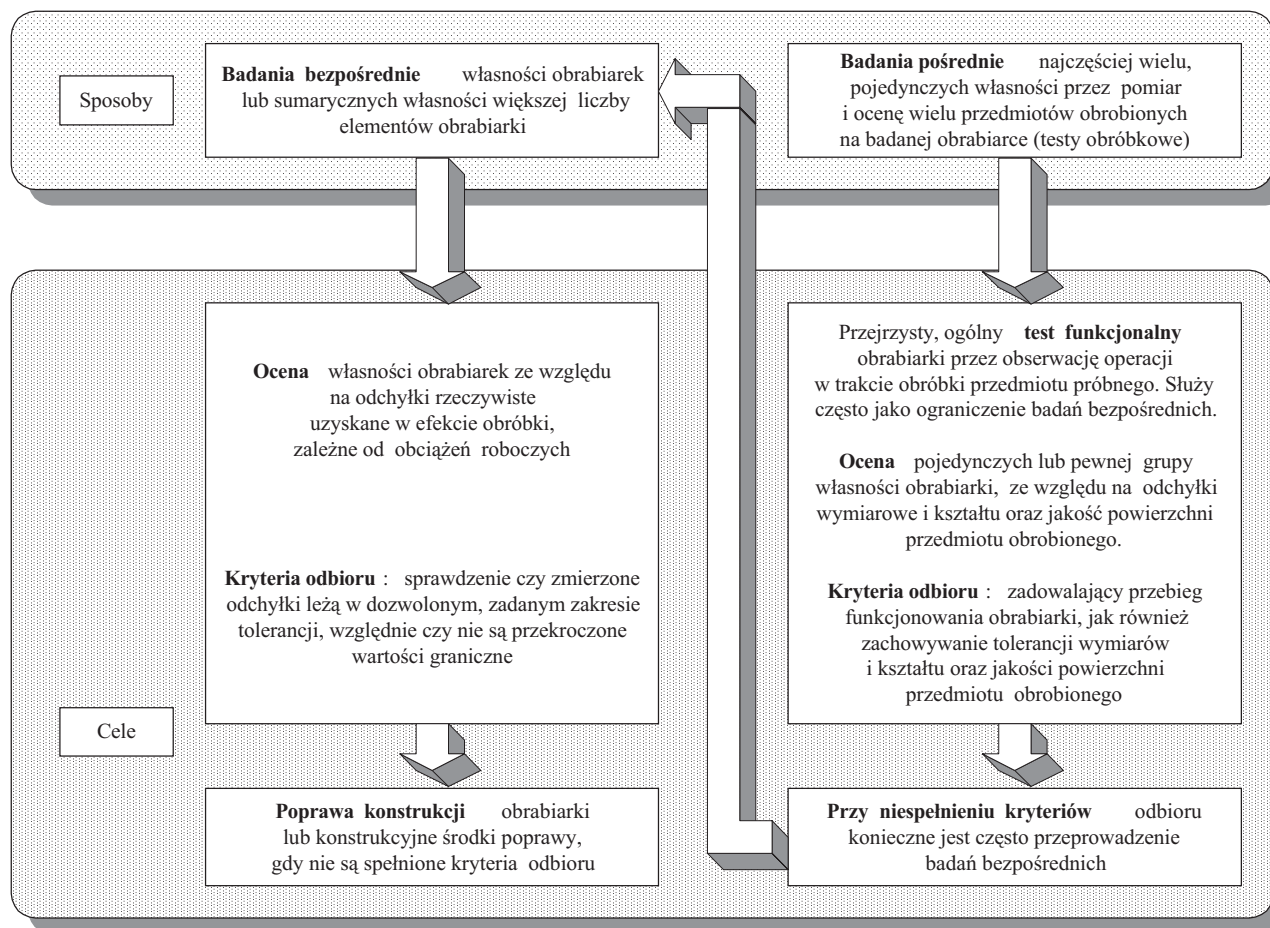 Sposoby
Badania bezpośrednie własności obrabiarek
lub sumarycznych własności większej liczby
elementów obrabiarki
Badania pośrednie najczęściej wielu,
pojedynczych własności przez pomiar
i ocenę wielu przedmiotów obrobionych
na badanej obrabiarce (testy obróbkowe)
Cele
Ocena własności obrabiarek ze względu
na odchyłki rzeczywiste
uzyskane w efekcie obróbki,
zależne od obciążeń roboczych
Kryteria odbioru : sprawdzenie czy zmierzone
odchyłki leżą w dozwolonym, zadanym zakresie
tolerancji, względnie czy nie są przekroczone
wartości graniczne
Przejrzysty, ogólny test funkcjonalny
obrabiarki przez obserwację operacji
w trakcie obróbki przedmiotu próbnego. Służy
często jako ograniczenie badań bezpośrednich.
Ocena pojedynczych lub pewnej grupy
własności obrabiarki, ze względu na odchyłki
wymiarowe i kształtu oraz jakość powierzchni
przedmiotu obrobionego.
Kryteria odbioru : zadowalający przebieg
funkcjonowania obrabiarki, jak również
zachowywanie tolerancji wymiarów
i kształtu oraz jakości powierzchni
przedmiotu obrobionego
Poprawa konstrukcji obrabiarki
lub konstrukcyjne środki poprawy,
gdy nie są spełnione kryteria odbioru
Przy niespełnieniu kryteriów odbioru
konieczne jest często przeprowadzenie
badań bezpośrednich